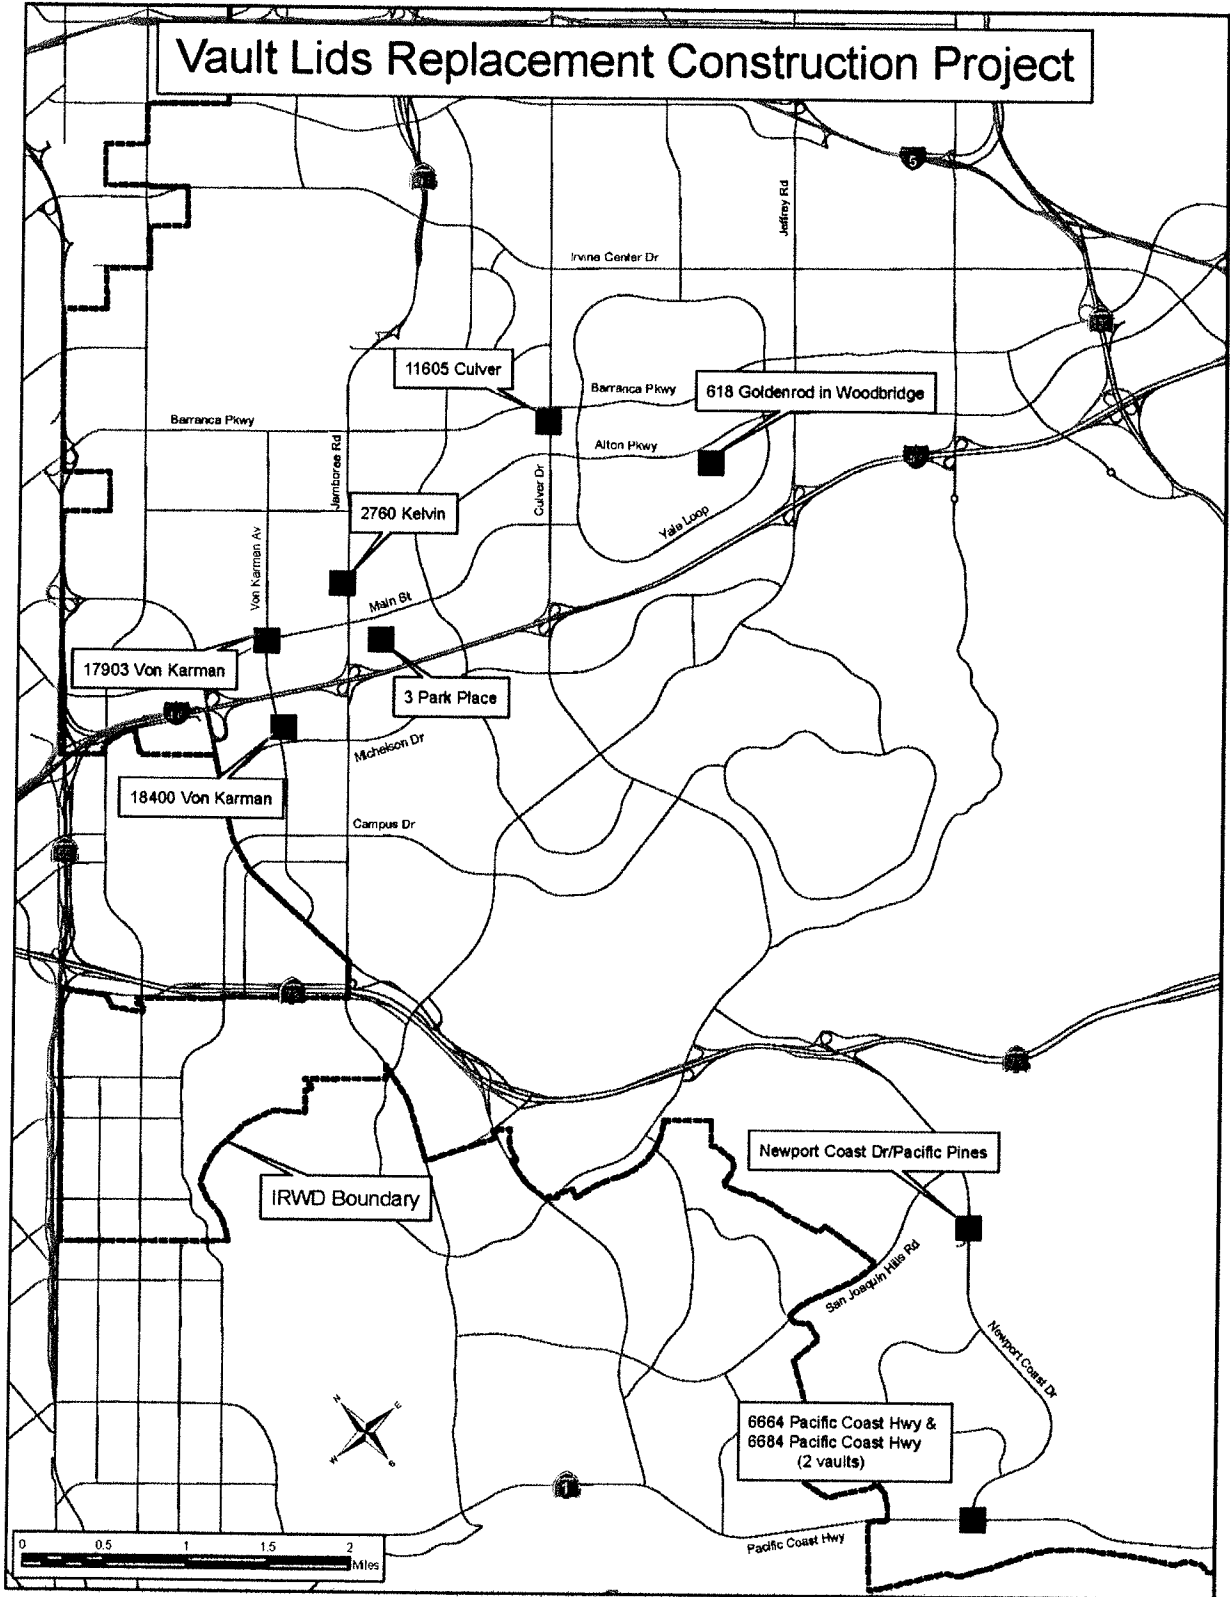 Vault Lids Replacement Construction Project
5
Jeffrey Rd
Irvine Center Dr
11605 Culver
Barranca Pkwy
618 Goldenrod in Woodbridge
Barranca Pkwy
Alton Pkwy
Jamboree Rd
Culver Dr
2760 Kelvin
Yale Loop
Von Karman Av
Main St
17903 Von Karman
3 Park Place
Michelson Dr
18400 Von Karman
Campus Dr
Newport Coast Dr/Pacific Pines
IRWD Boundary
San Joaquin Hills Rd
Newport Coast Dr
N
E
W
S
6664 Pacific Coast Hwy &
6684 Pacific Coast Hwy
(2 vaults)
1
Pacific Coast Hwy
0 0.5 1 1.5 2
Miles